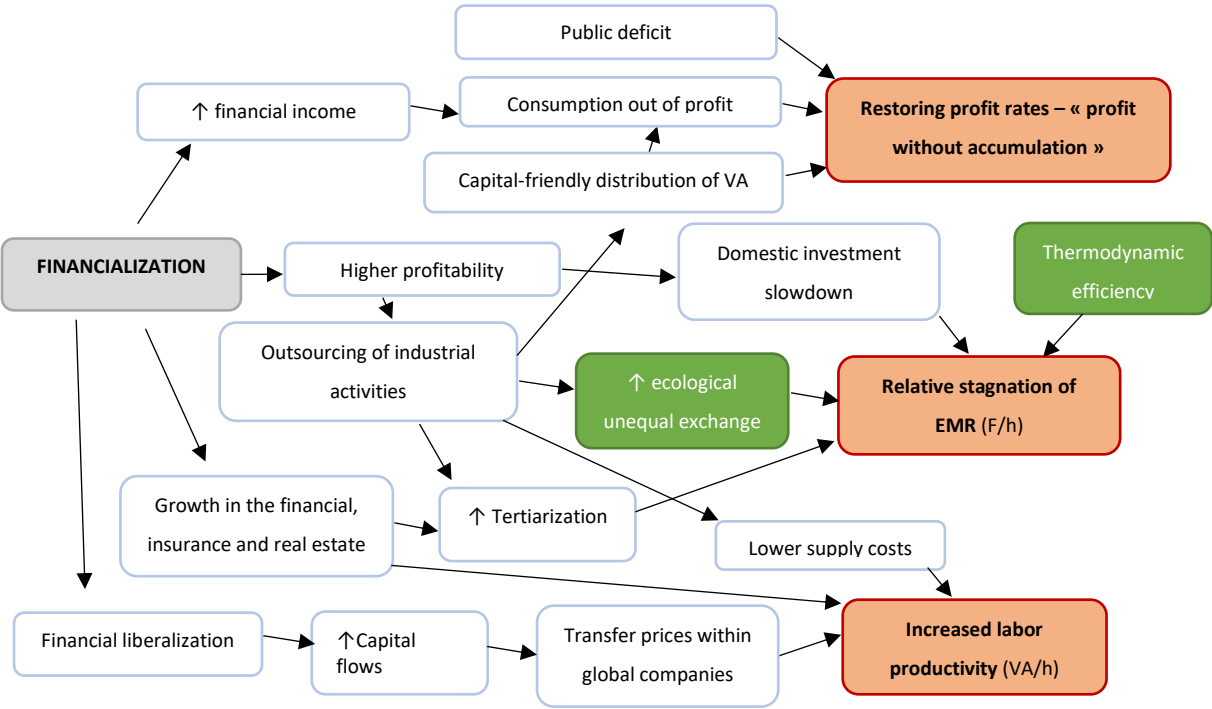 Public deficit
↑ financial income
Consumption out of profit
Restoring profit rates – « profit
without accumulation »
Capital-friendly distribution of VA
FINANCIALIZATION
Higher profitability
Domestic investment
slowdown
Thermodynamic
efficiency
Outsourcing of industrial
activities
↑ ecological
unequal exchange
Relative stagnation of
EMR (F/h)
Growth in the financial,
insurance and real estate
↑ Tertiarization
Lower supply costs
Financial liberalization
↑Capital
flows
Transfer prices within
global companies
Increased labor
productivity (VA/h)